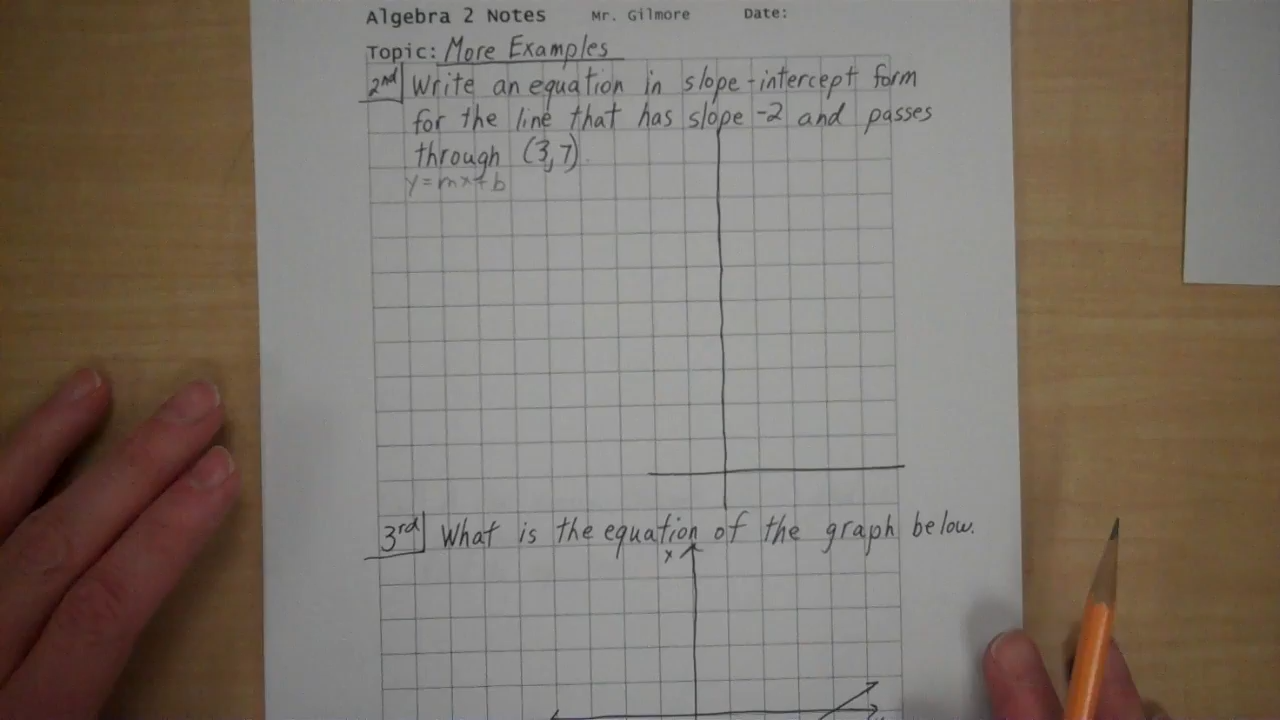 Algebra 2 Notes Mr. Gilmore Date:
Topic: More Examples
2nd Write an equation in slope-intercept form
for the line that has slope -2 and passes
through (3,7).
y=mx+b
3rd What is the equation of the graph below.
x